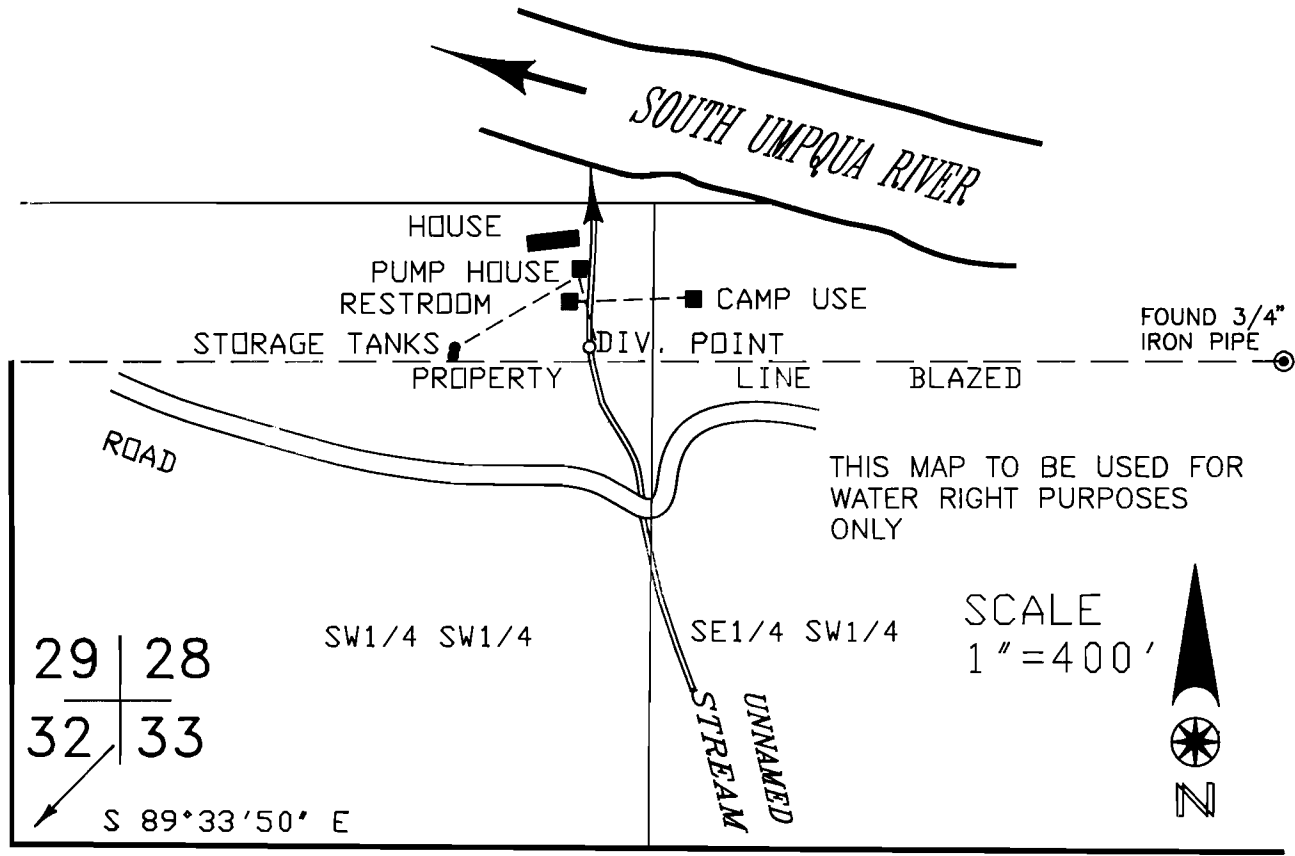 SOUTH UMPQUA RIVER
HOUSE
PUMP HOUSE
RESTROOM
CAMP USE
STORAGE TANKS
DIV. POINT
FOUND 3/4"
IRON PIPE
PROPERTY LINE BLAZED
ROAD
THIS MAP TO BE USED FOR
WATER RIGHT PURPOSES
ONLY
SCALE
1"=400'
SW1/4 SW1/4
SE1/4 SW1/4
29 28
32 33
UNNAMED
STREAM
N
S 89°33'50" E